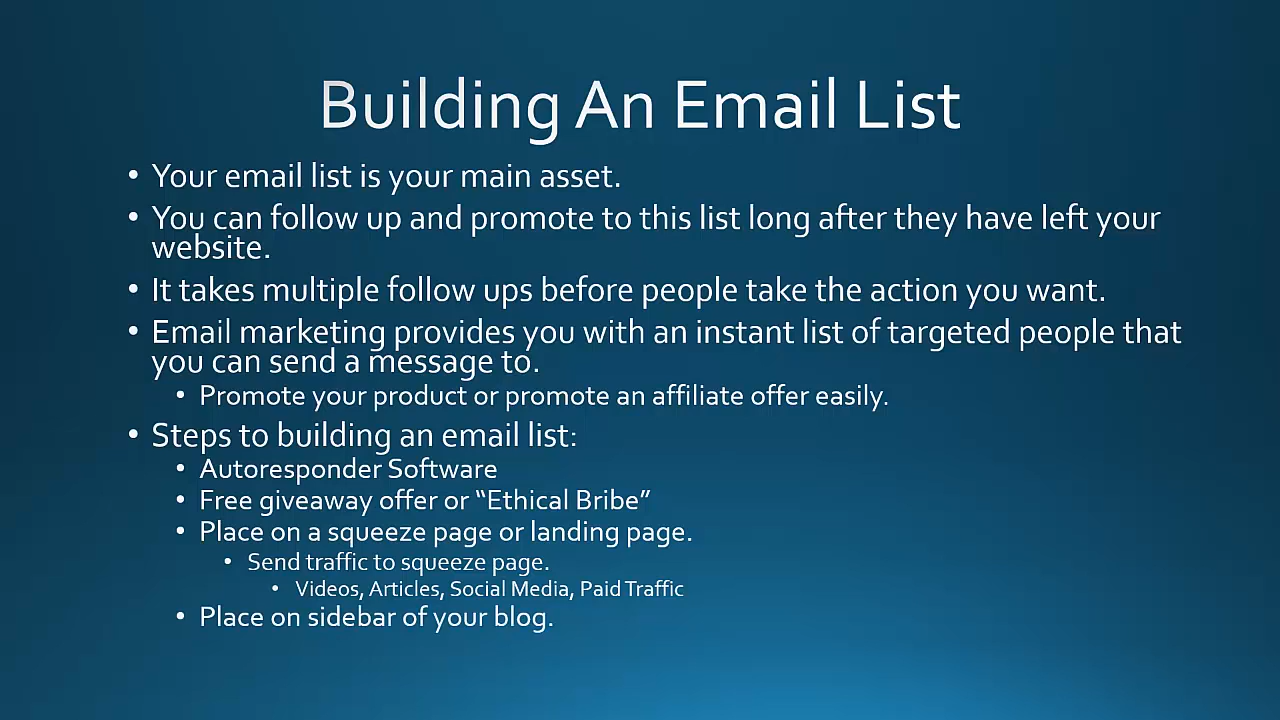 Building An Email List
• Your email list is your main asset.
• You can follow up and promote to this list long after they have left your
website.
• It takes multiple follow ups before people take the action you want.
• Email marketing provides you with an instant list of targeted people that
you can send a message to.
• Promote your product or promote an affiliate offer easily.
• Steps to building an email list:
• Autoresponder Software
• Free giveaway offer or “Ethical Bribe”
• Place on a squeeze page or landing page.
• Send traffic to squeeze page.
• Videos, Articles, Social Media, Paid Traffic
• Place on sidebar of your blog.